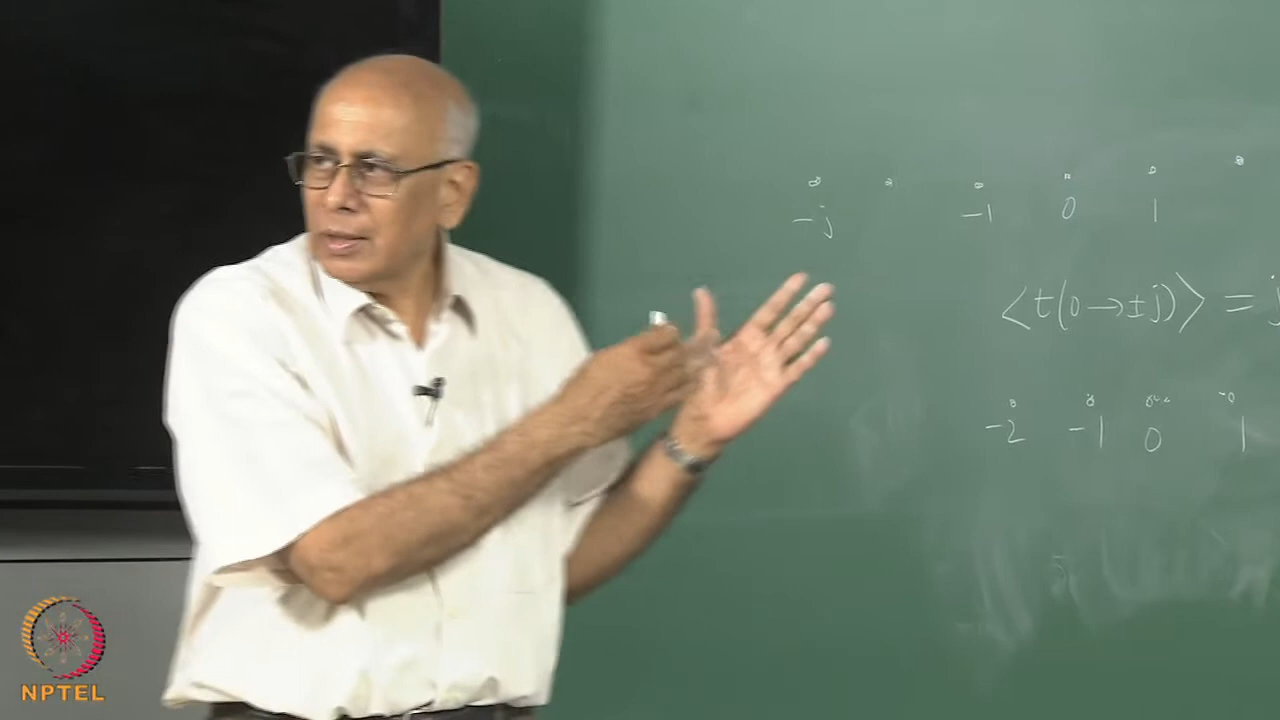 -j -1 0 1
<t(0→±j)> = j
-2 -1 0 1
NPTEL